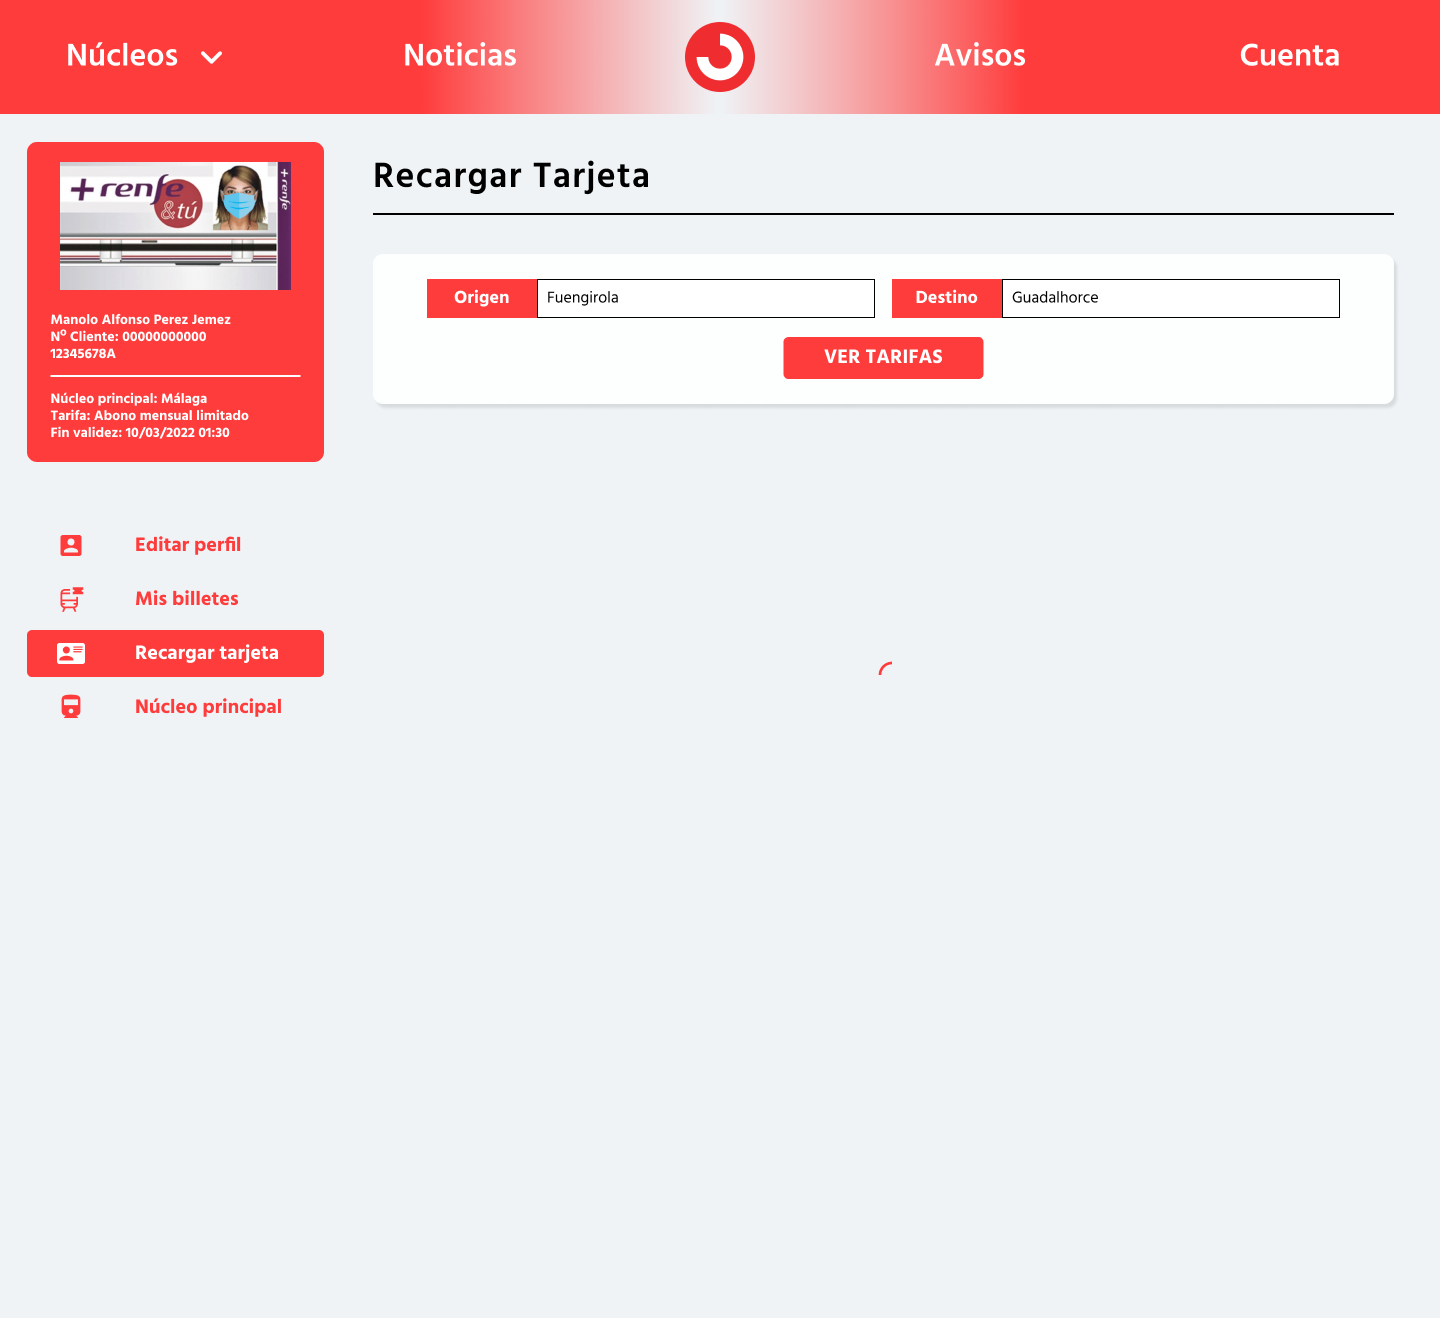 Núcleos
Noticias
Avisos
Cuenta
+renfe
&tú
+renfe
Manolo Alfonso Perez Jemez
Nº Cliente: 00000000000
12345678A
Núcleo principal: Málaga
Tarifa: Abono mensual limitado
Fin validez: 10/03/2022 01:30
Editar perfil
Mis billetes
Recargar tarjeta
Núcleo principal
Recargar Tarjeta
Origen
Fuengirola
Destino
Guadalhorce
VER TARIFAS